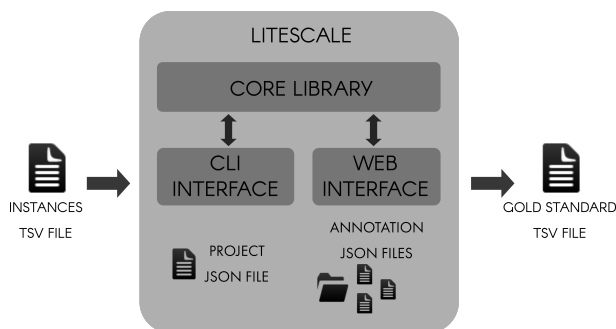 LITESCALE
CORE LIBRARY
CLI
INTERFACE
WEB
INTERFACE
INSTANCES
TSV FILE
GOLD STANDARD
TSV FILE
PROJECT
JSON FILE
ANNOTATION
JSON FILES